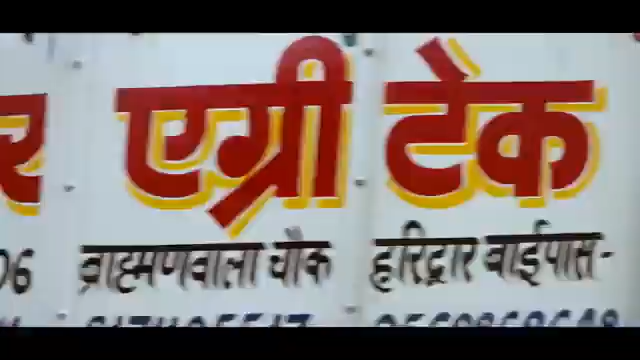 र एग्री टेक
06 ब्राह्मणवाला चौक हरिद्वार बाईपास-